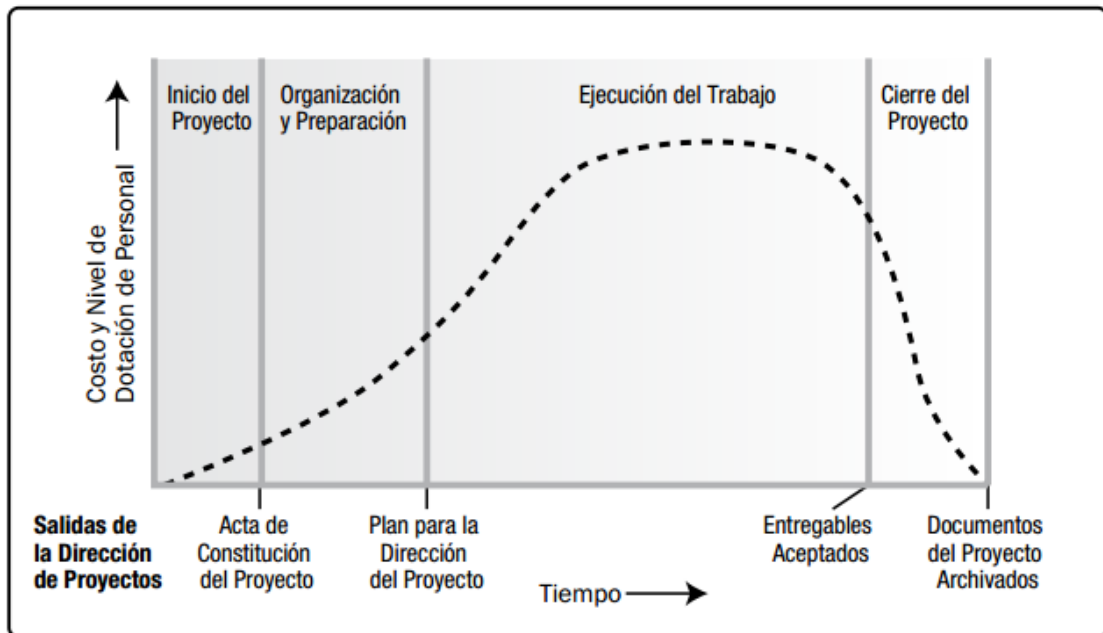 Inicio del
Proyecto
Organización
y Preparación
Ejecución del Trabajo
Cierre del
Proyecto
Costo y Nivel de
Dotación de Personal
Salidas de
la Dirección
de Proyectos
Acta de
Constitución
del Proyecto
Plan para la
Dirección
del Proyecto
Entregables
Aceptados
Documentos
del Proyecto
Archivados
Tiempo